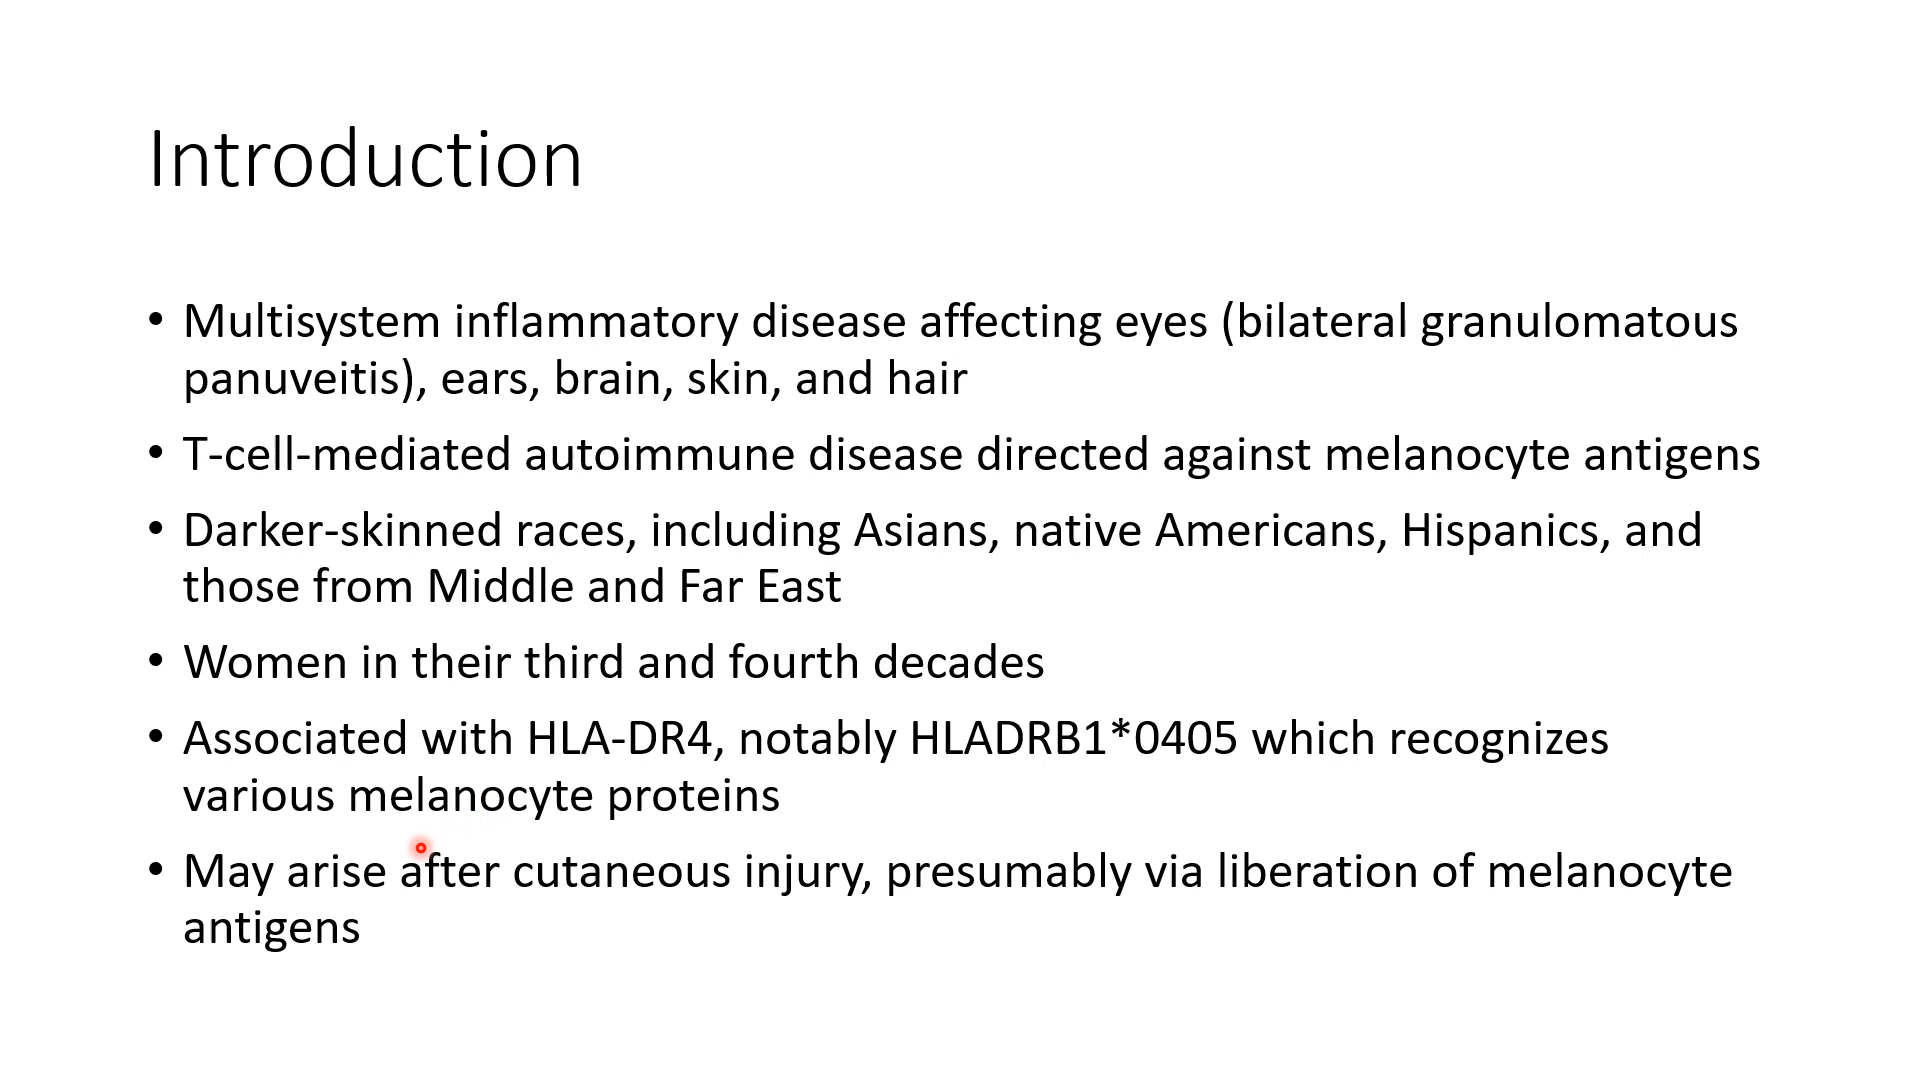 Introduction
• Multisystem inflammatory disease affecting eyes (bilateral granulomatous
panuveitis), ears, brain, skin, and hair
• T-cell-mediated autoimmune disease directed against melanocyte antigens
• Darker-skinned races, including Asians, native Americans, Hispanics, and
those from Middle and Far East
• Women in their third and fourth decades
• Associated with HLA-DR4, notably HLADRB1*0405 which recognizes
various melanocyte proteins
• May arise after cutaneous injury, presumably via liberation of melanocyte
antigens